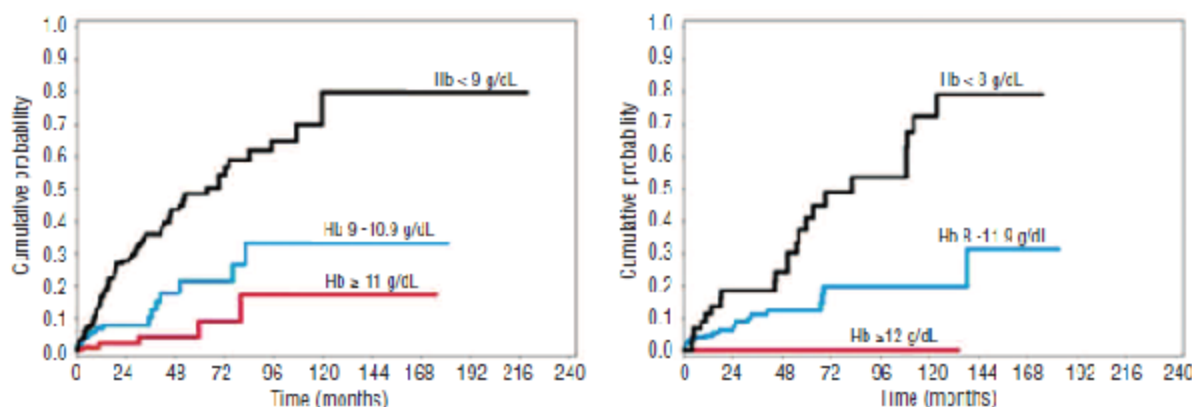 1.0
0.9
0.8
0.7
0.6
0.5
0.4
0.3
0.2
0.1
0.0
Cumulative probability
Hb < 9 g/dL
Hb 9 -10.9 g/dL
Hb ≥ 11 g/dL
0 24 48 72 96 120 144 168 192 216 240
Time (months)
1.0
0.9
0.8
0.7
0.6
0.5
0.4
0.3
0.2
0.1
0.0
Cumulative probability
Hb < 8 g/dL
Hb 8 -11.9 g/dL
Hb ≥12 g/dL
0 24 48 72 96 120 144 168 192 216 240
Time (months)